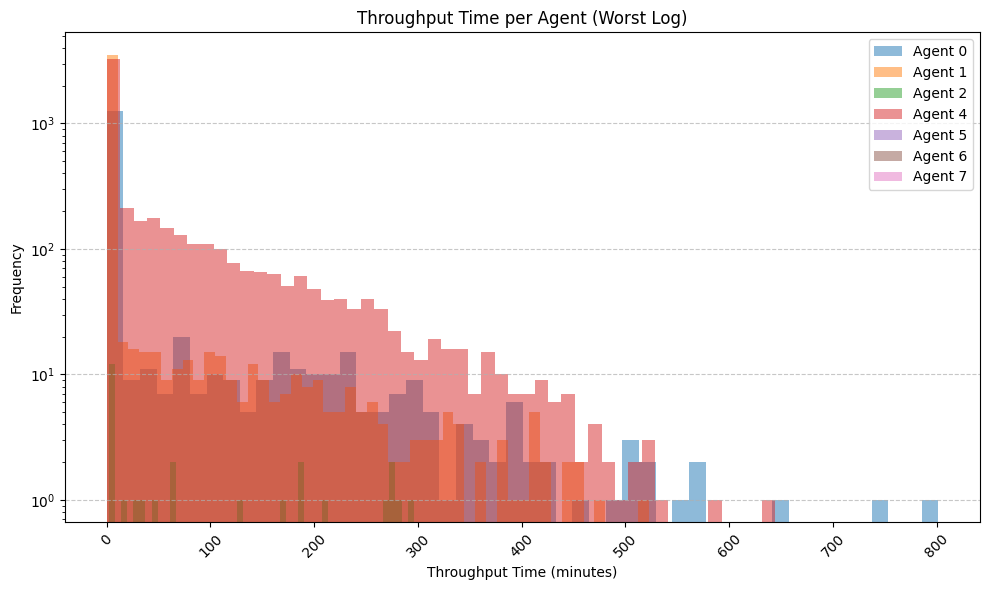 Throughput Time per Agent (Worst Log)
Agent 0
Agent 1
Agent 2
Agent 4
Agent 5
Agent 6
Agent 7
Frequency
10³
10²
10¹
10⁰
0
100
200
300
400
500
600
700
800
Throughput Time (minutes)